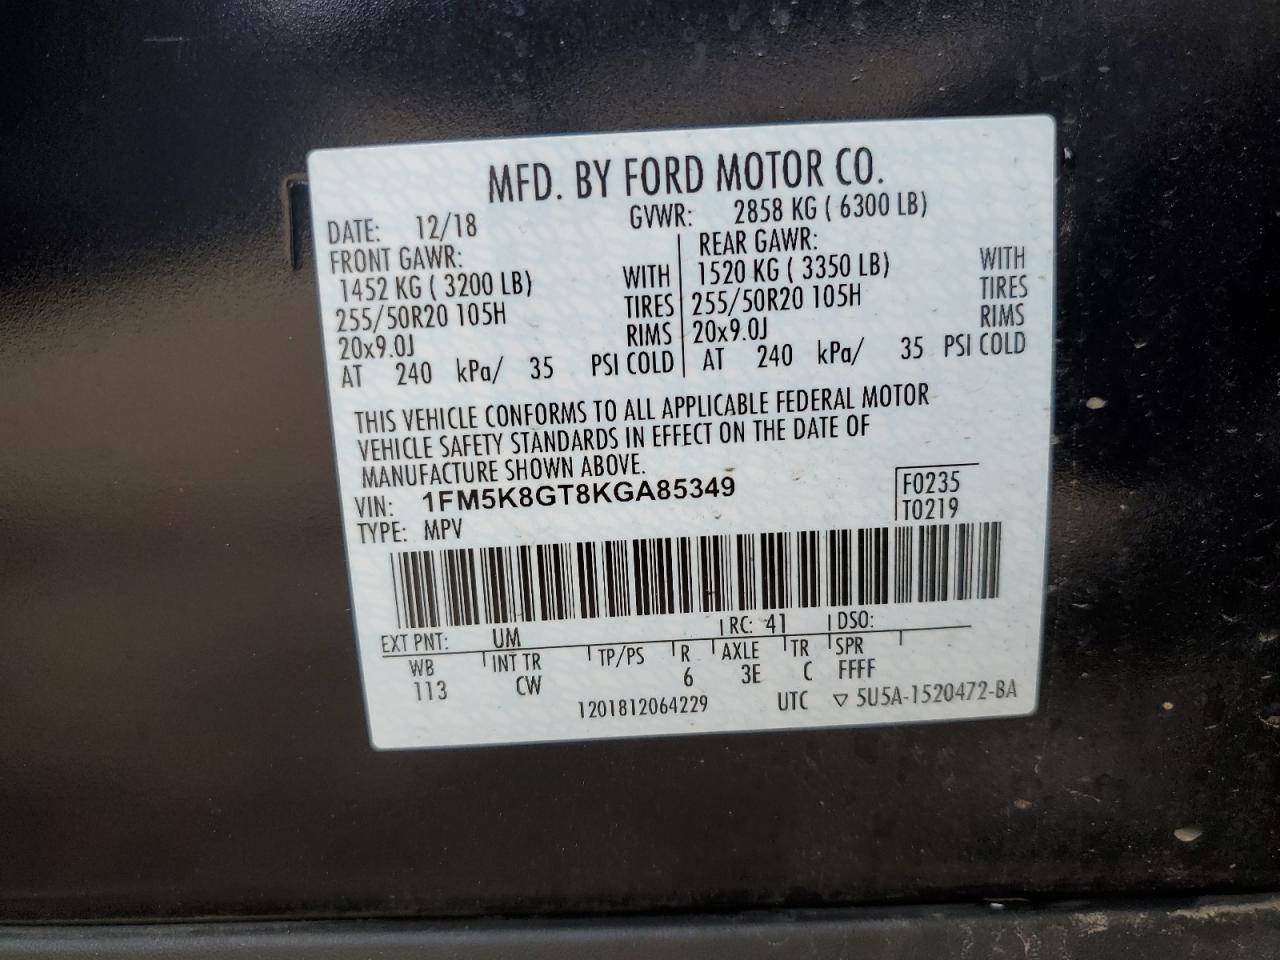 MFD. BY FORD MOTOR CO.
DATE: 12/18 GVWR: 2858 KG ( 6300 LB)
FRONT GAWR: REAR GAWR:
1452 KG ( 3200 LB) WITH 1520 KG ( 3350 LB) WITH
255/50R20 105H TIRES 255/50R20 105H TIRES
20x9.0J RIMS 20x9.0J RIMS
AT 240 kPa/ 35 PSI COLD AT 240 kPa/ 35 PSI COLD
THIS VEHICLE CONFORMS TO ALL APPLICABLE FEDERAL MOTOR
VEHICLE SAFETY STANDARDS IN EFFECT ON THE DATE OF
MANUFACTURE SHOWN ABOVE.
VIN: 1FM5K8GT8KGA85349 F0235
TYPE: MPV T0219
EXT PNT: UM RC: 41 DSO:
WB INT TR TP/PS R AXLE TR SPR
113 CW 6 3E C FFFF
1201812064229 UTC ▽ 5U5A-1520472-BA